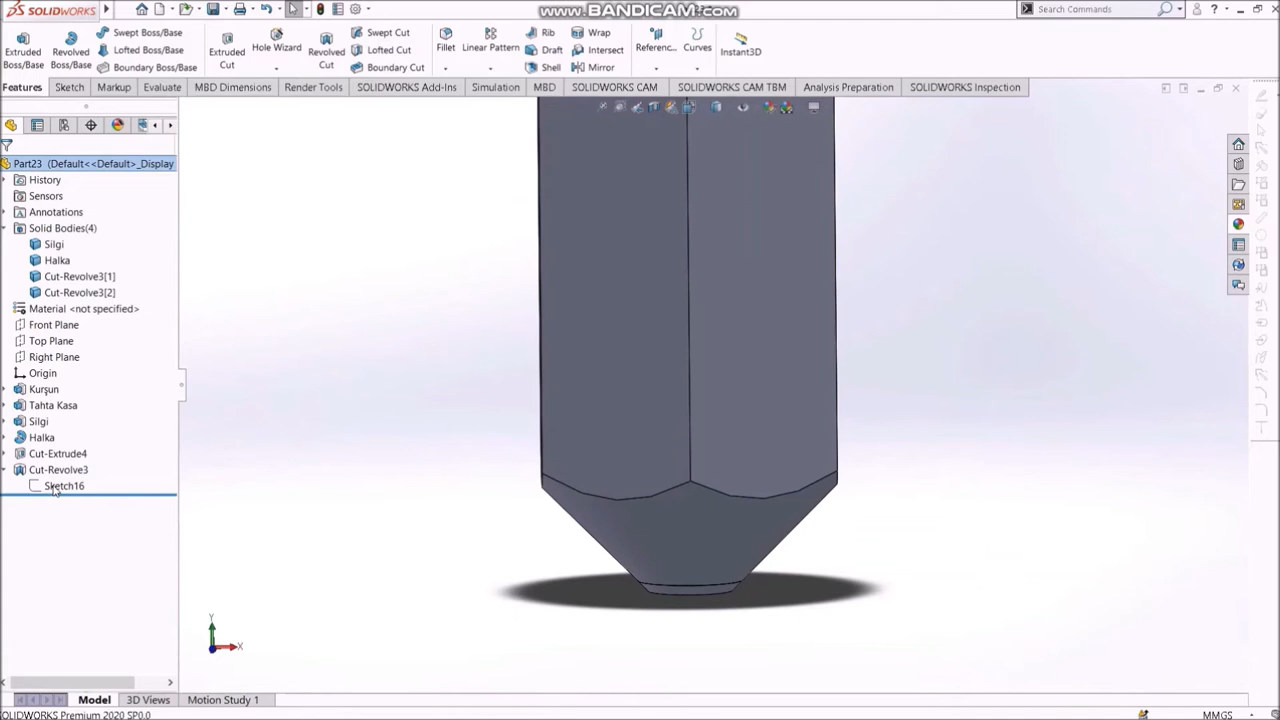 SOLIDWORKS
www.BANDICAM.com
Search Commands
Extruded Boss/Base
Revolved Boss/Base
Swept Boss/Base
Lofted Boss/Base
Boundary Boss/Base
Extruded Cut
Hole Wizard
Revolved Cut
Swept Cut
Lofted Cut
Boundary Cut
Fillet
Linear Pattern
Rib
Draft
Shell
Wrap
Intersect
Mirror
Referenc...
Curves
Instant3D
Features
Sketch
Markup
Evaluate
MBD Dimensions
Render Tools
SOLIDWORKS Add-Ins
Simulation
MBD
SOLIDWORKS CAM
SOLIDWORKS CAM TBM
Analysis Preparation
SOLIDWORKS Inspection
Part23 (Default<<Default>_Display
History
Sensors
Annotations
Solid Bodies(4)
Silgi
Halka
Cut-Revolve3[1]
Cut-Revolve3[2]
Material <not specified>
Front Plane
Top Plane
Right Plane
Origin
Kurşun
Tahta Kasa
Silgi
Halka
Cut-Extrude4
Cut-Revolve3
Sketch16
Y
X
Model
3D Views
Motion Study 1
SOLIDWORKS Premium 2020 SP0.0
MMGS